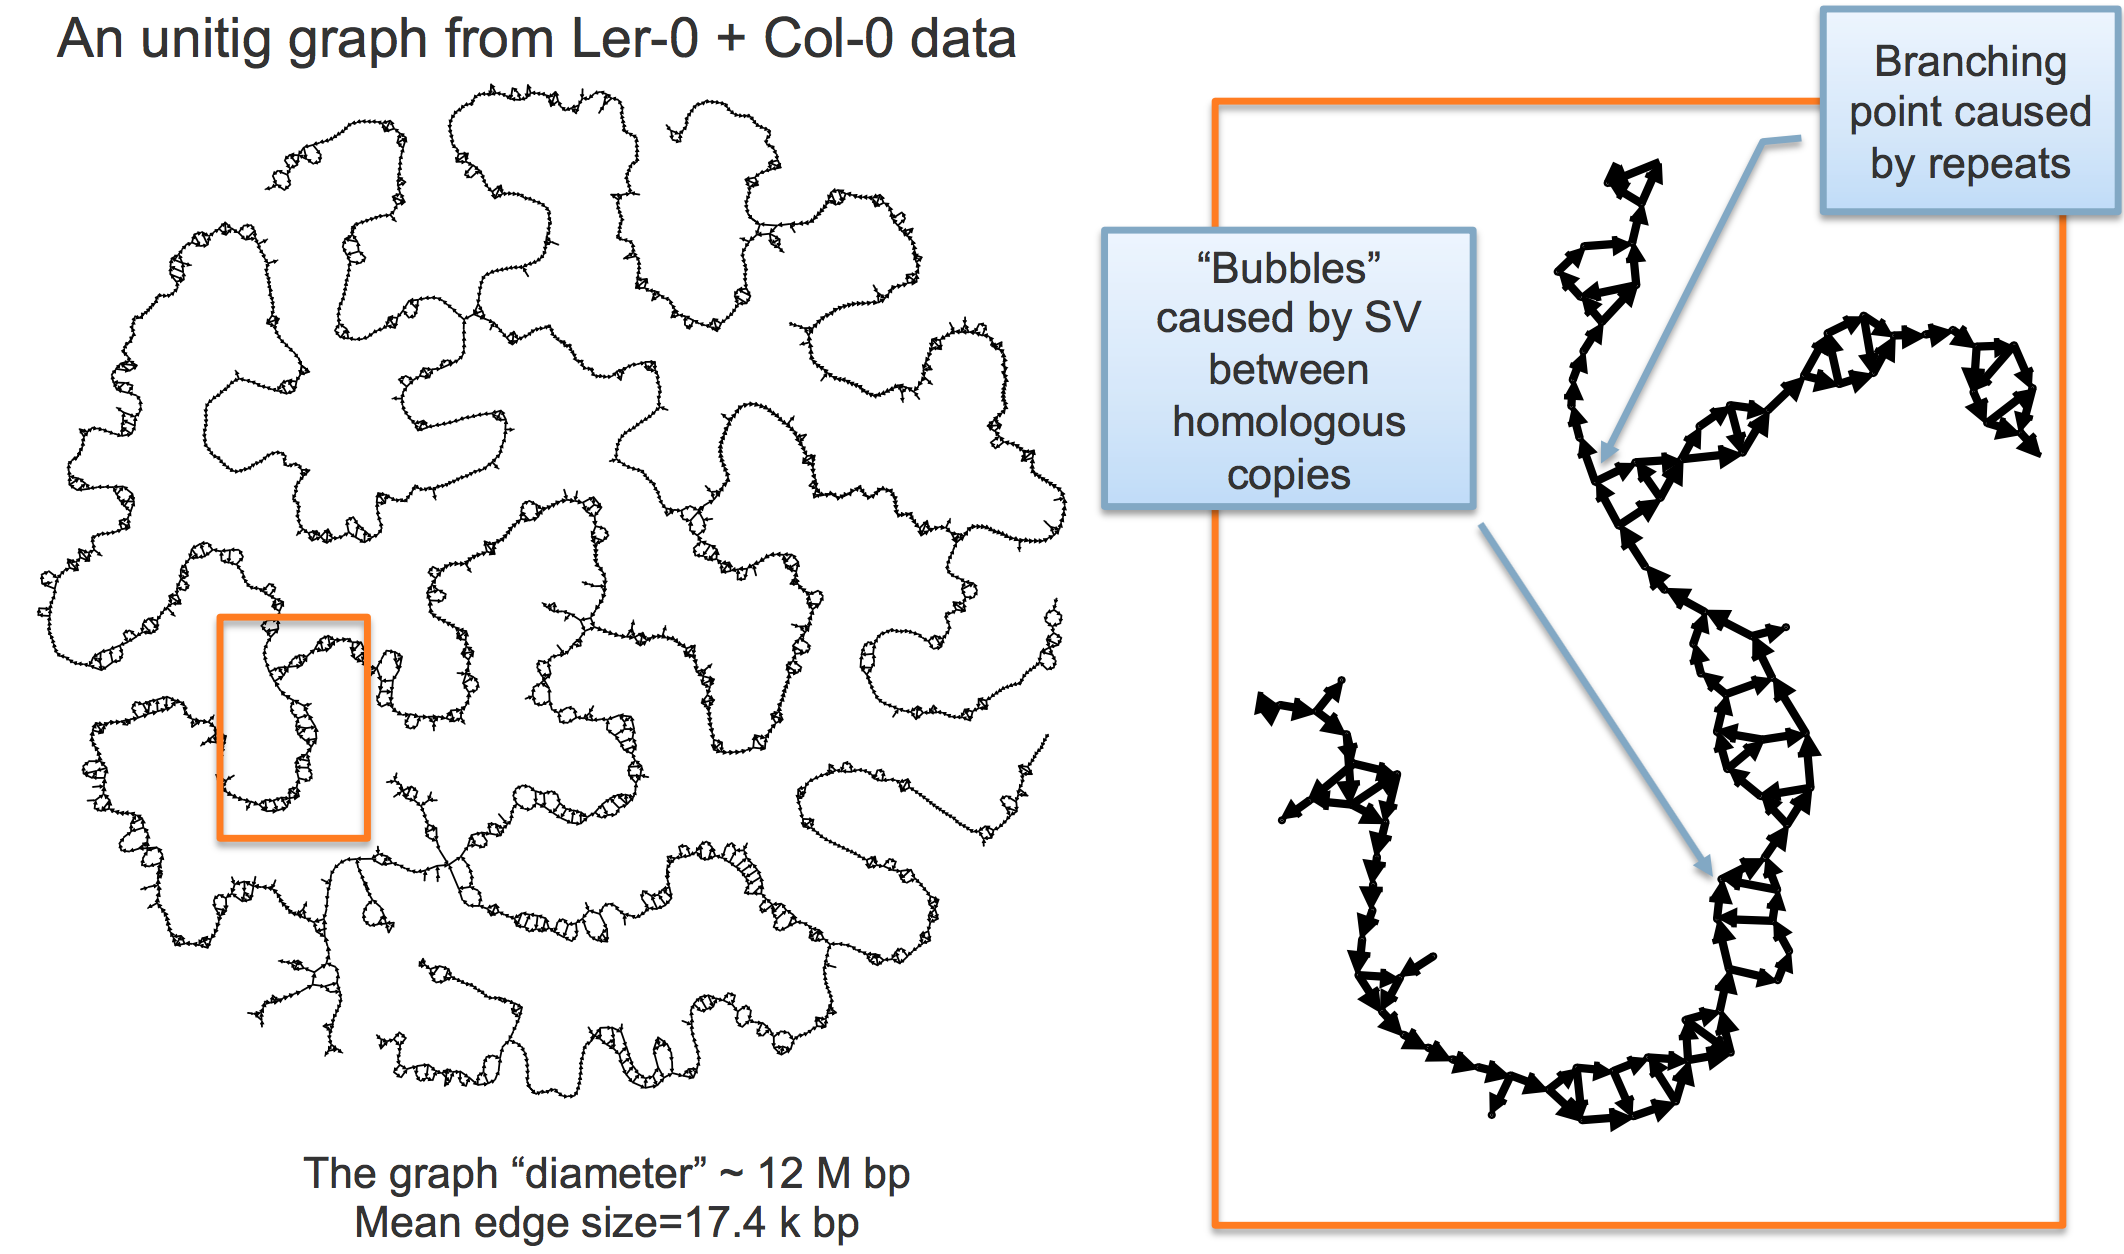 An unitig graph from Ler-0 + Col-0 data
Branching
point caused
by repeats
“Bubbles”
caused by SV
between
homologous
copies
The graph “diameter” ~ 12 M bp
Mean edge size=17.4 k bp